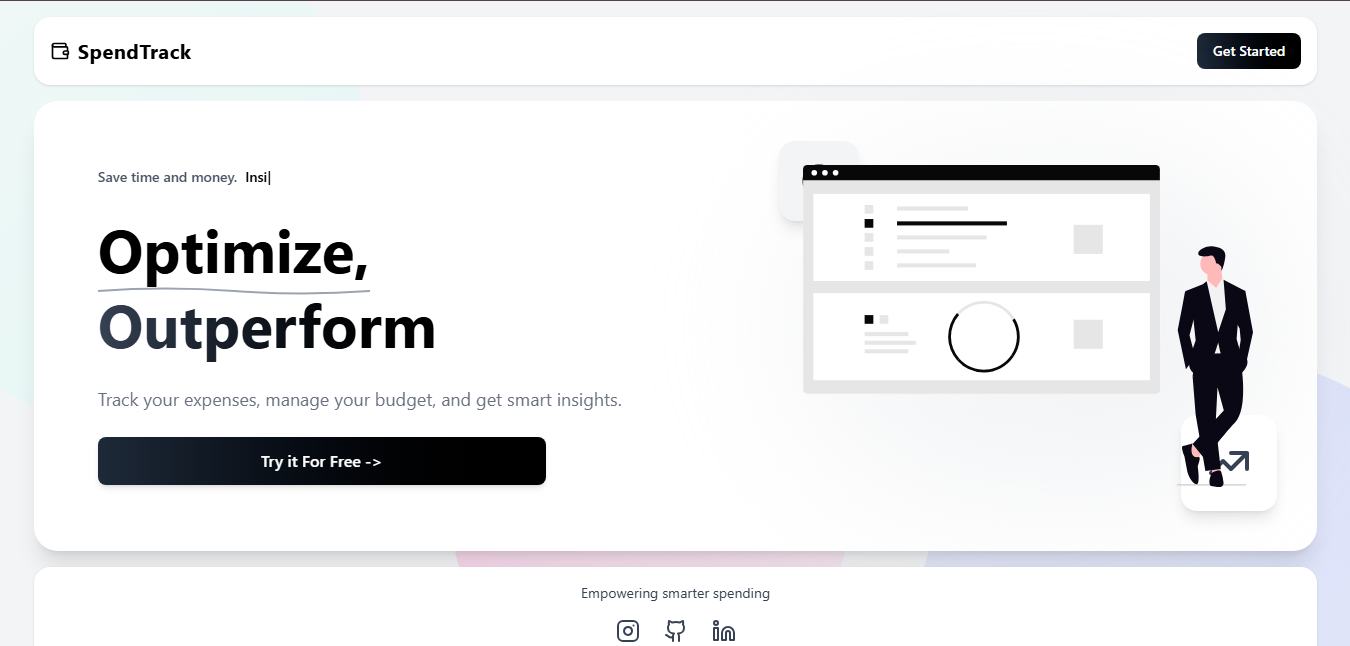 SpendTrack
Get Started
Save time and money. Insi|
Optimize,
Outperform
Track your expenses, manage your budget, and get smart insights.
Try it For Free ->
Empowering smarter spending